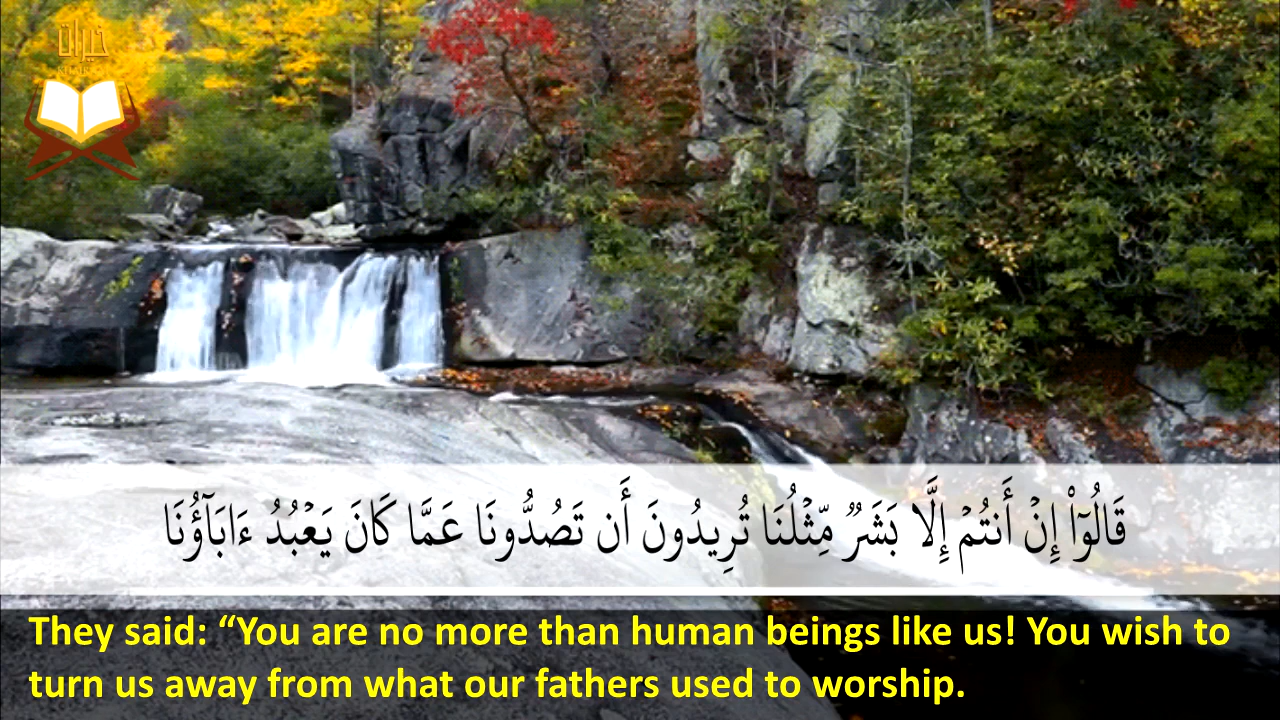 خيرات
قَالُوٓا۟ إِنْ أَنتُمْ إِلَّا بَشَرٌ مِّثْلُنَا تُرِيدُونَ أَن تَصُدُّونَا عَمَّا كَانَ يَعْبُدُ ءَابَآؤُنَا
They said: “You are no more than human beings like us! You wish to
turn us away from what our fathers used to worship.